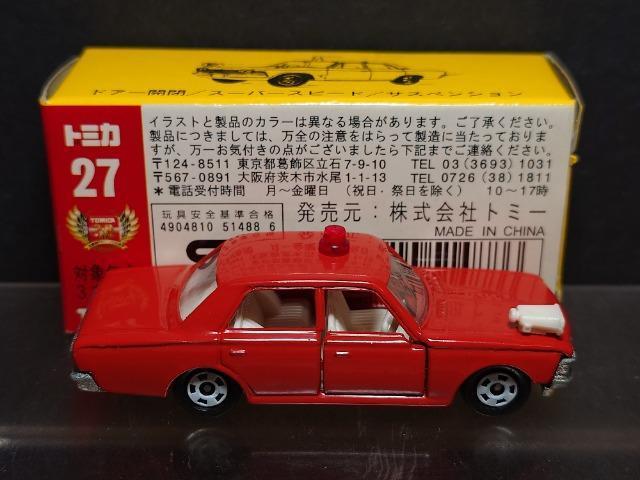 ドアー開閉/スーパースピード/サスペンション
トミカ
27
TOMICA
イラストと製品のカラーは異なる場合があります。ご了承ください。
製品につきましては、万全の注意をはらって製造に当たっておりま
すが、万一お気付きの点がございましたら下記までご連絡ください。
〒124-8511 東京都葛飾区立石7-9-10 TEL 03(3693)1031
〒567-0891 大阪府茨木市水尾1-1-13 TEL 0726(38)1811
*電話受付時間 月~金曜日 (祝日・祭日を除く) 10~17時
玩具安全基準合格
4904810 51488 6
発売元:株式会社トミー
MADE IN CHINA
対象
3.